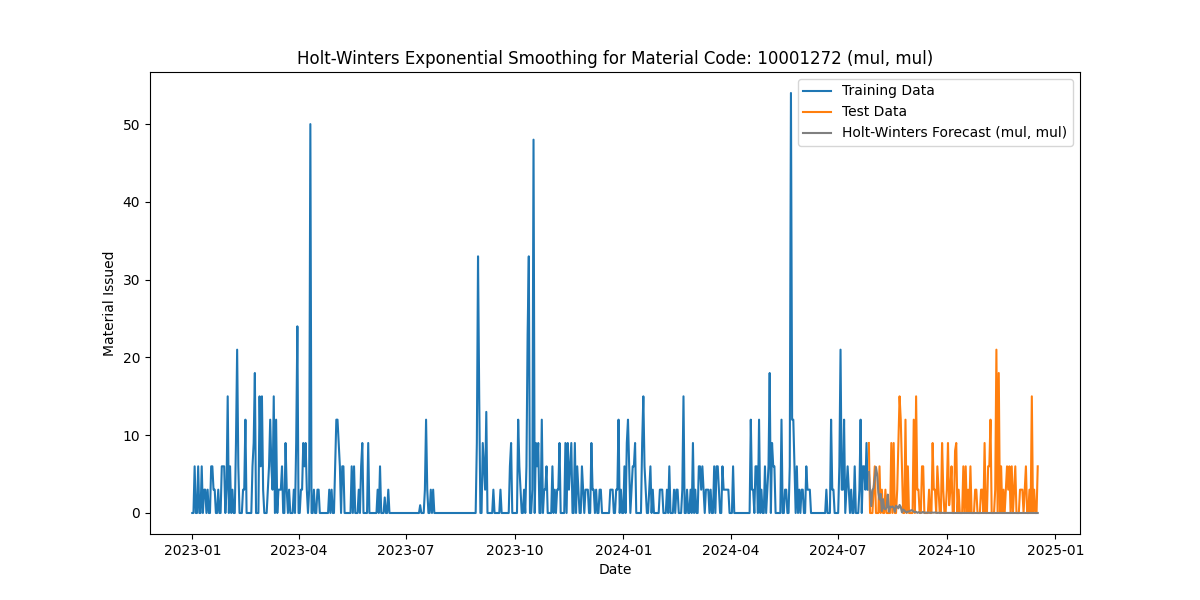 Holt-Winters Exponential Smoothing for Material Code: 10001272 (mul, mul)
Training Data
Test Data
Holt-Winters Forecast (mul, mul)
Material Issued
50
40
30
20
10
0
2023-01
2023-04
2023-07
2023-10
2024-01
2024-04
2024-07
2024-10
2025-01
Date